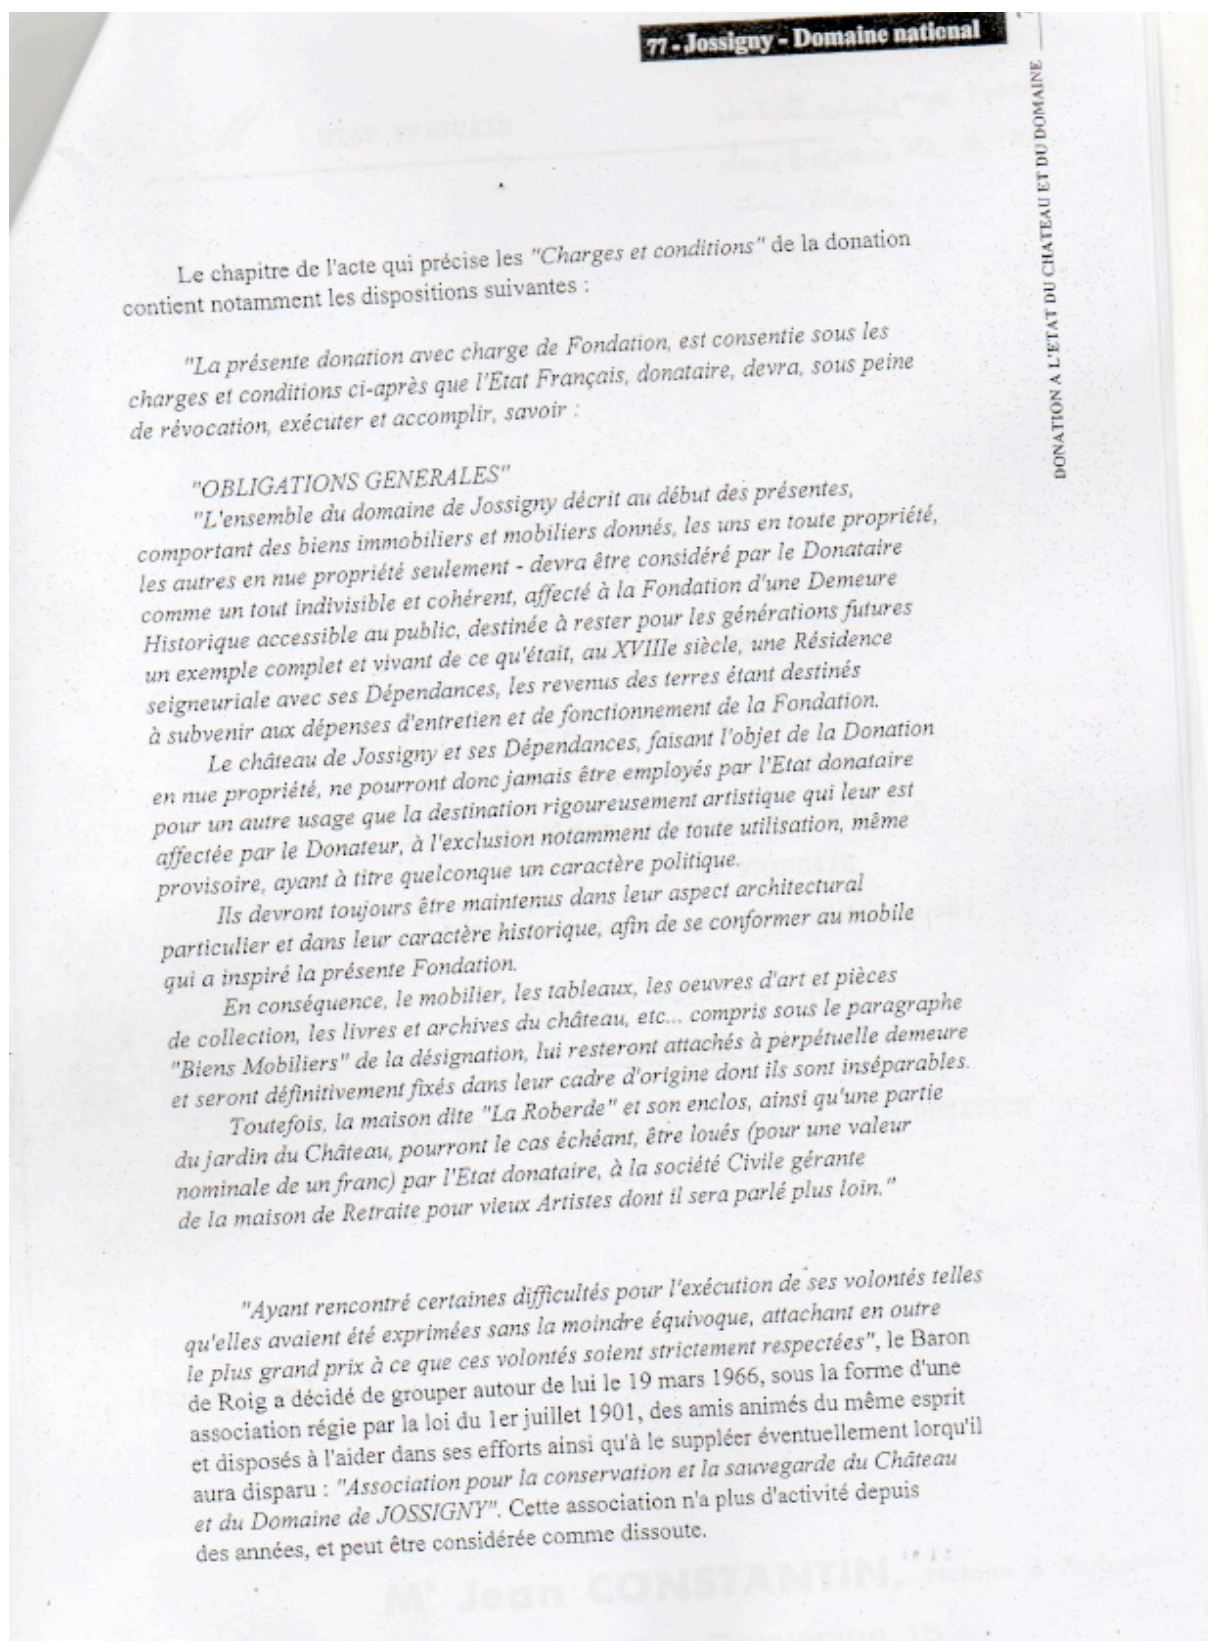 77 - Jossigny - Domaine national
DONATION A L'ETAT DU CHATEAU ET DU DOMAINE
Le chapitre de l'acte qui précise les "Charges et conditions" de la donation
contient notamment les dispositions suivantes :
"La présente donation avec charge de Fondation, est consentie sous les
charges et conditions ci-après que l'Etat Français, donataire, devra, sous peine
de révocation, exécuter et accomplir, savoir :
"OBLIGATIONS GENERALES"
"L'ensemble du domaine de Jossigny décrit au début des présentes,
comportant des biens immobiliers et mobiliers donnés, les uns en toute propriété,
les autres en nue propriété seulement - devra être considéré par le Donataire
comme un tout indivisible et cohérent, affecté à la Fondation d'une Demeure
Historique accessible au public, destinée à rester pour les générations futures
un exemple complet et vivant de ce qu'était, au XVIIIe siècle, une Résidence
seigneuriale avec ses Dépendances, les revenus des terres étant destinés
à subvenir aux dépenses d'entretien et de fonctionnement de la Fondation.
Le château de Jossigny et ses Dépendances, faisant l'objet de la Donation
en nue propriété, ne pourront donc jamais être employés par l'Etat donataire
pour un autre usage que la destination rigoureusement artistique qui leur est
affectée par le Donateur, à l'exclusion notamment de toute utilisation, même
provisoire, ayant à titre quelconque un caractère politique.
Ils devront toujours être maintenus dans leur aspect architectural
particulier et dans leur caractère historique, afin de se conformer au mobile
qui a inspiré la présente Fondation.
En conséquence, le mobilier, les tableaux, les oeuvres d'art et pièces
de collection, les livres et archives du château, etc... compris sous le paragraphe
"Biens Mobiliers" de la désignation, lui resteront attachés à perpétuelle demeure
et seront définitivement fixés dans leur cadre d'origine dont ils sont inséparables.
Toutefois, la maison dite "La Roberde" et son enclos, ainsi qu'une partie
du jardin du Château, pourront le cas échéant, être loués (pour une valeur
nominale de un franc) par l'Etat donataire, à la société Civile gérante
de la maison de Retraite pour vieux Artistes dont il sera parlé plus loin."
"Ayant rencontré certaines difficultés pour l'exécution de ses volontés telles
qu'elles avaient été exprimées sans la moindre équivoque, attachant en outre
le plus grand prix à ce que ces volontés soient strictement respectées", le Baron
de Roig a décidé de grouper autour de lui le 19 mars 1966, sous la forme d'une
association régie par la loi du 1er juillet 1901, des amis animés du même esprit
et disposés à l'aider dans ses efforts ainsi qu'à le suppléer éventuellement lorqu'il
aura disparu : "Association pour la conservation et la sauvegarde du Château
et du Domaine de JOSSIGNY". Cette association n'a plus d'activité depuis
des années, et peut être considérée comme dissoute.
Me Jean CONSTANTIN,